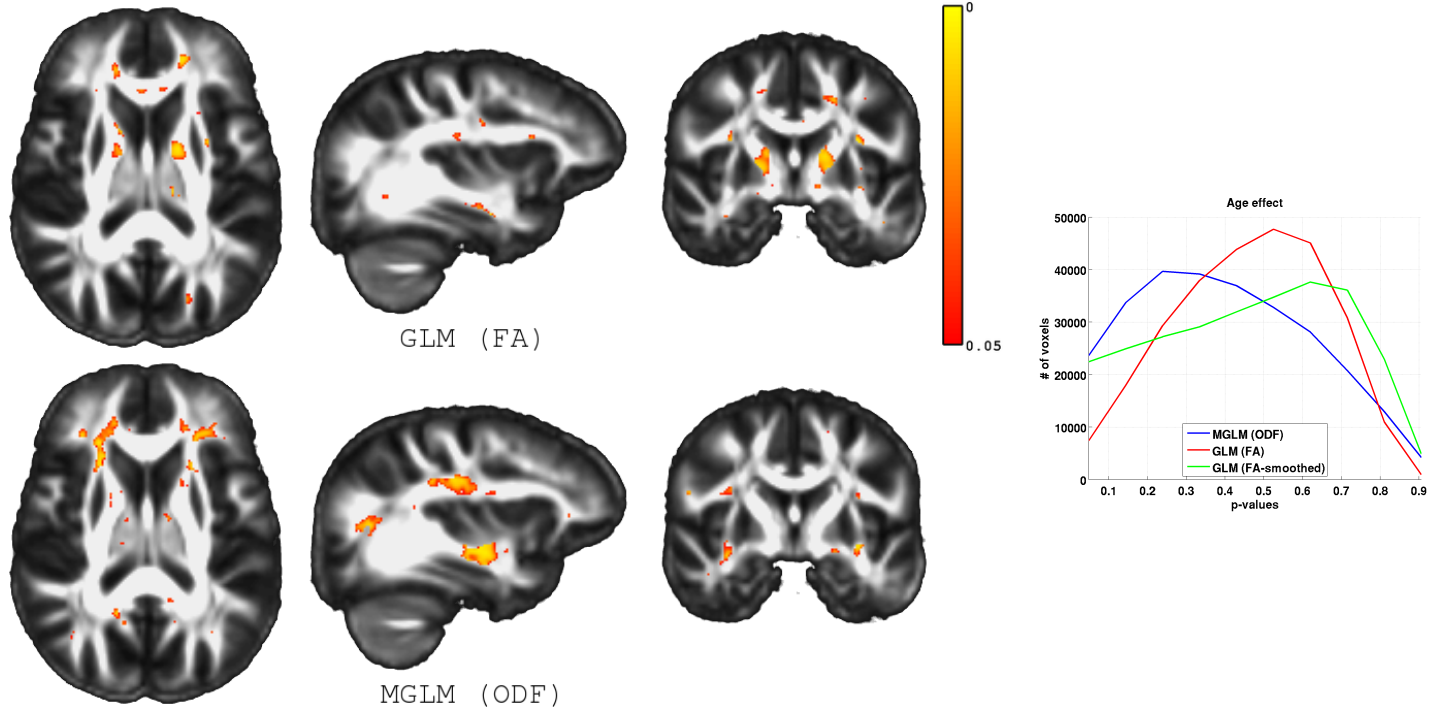 0
0.05
GLM (FA)
MGLM (ODF)
Age effect
50000
40000
30000
20000
10000
0
# of voxels
MGLM (ODF)
GLM (FA)
GLM (FA-smoothed)
0.1 0.2 0.3 0.4 0.5 0.6 0.7 0.8 0.9
p-values